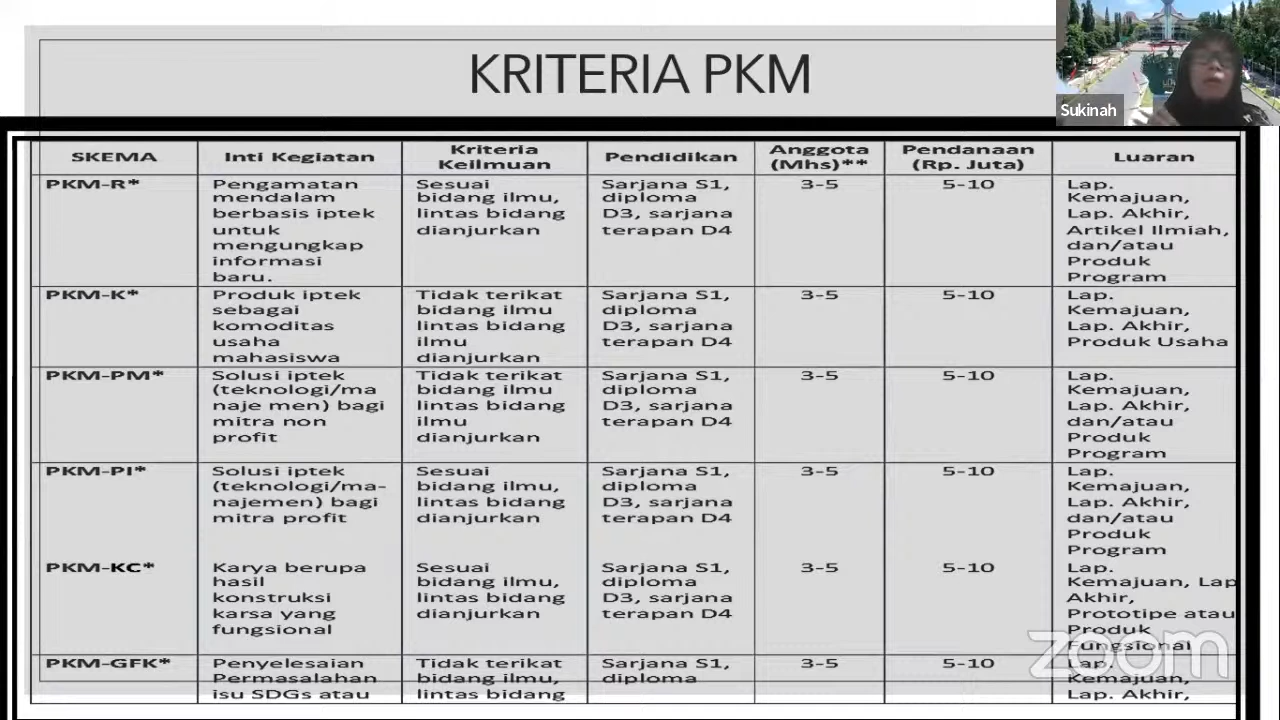 KRITERIA PKM
Sukinah
SKEMA
Inti Kegiatan
Kriteria
Keilmuan
Pendidikan
Anggota
(Mhs)**
Pendanaan
(Rp. Juta)
Luaran
PKM-R*
Pengamatan
mendalam
berbasis iptek
untuk
mengungkap
informasi
baru.
Sesuai
bidang ilmu,
lintas bidang
dianjurkan
Sarjana S1,
diploma
D3, sarjana
terapan D4
3-5
5-10
Lap.
Kemajuan,
Lap. Akhir,
Artikel Ilmiah,
dan/atau
Produk
Program
PKM-K*
Produk iptek
sebagai
komoditas
usaha
mahasiswa
Tidak terikat
bidang ilmu
lintas bidang
ilmu
dianjurkan
Sarjana S1,
diploma
D3, sarjana
terapan D4
3-5
5-10
Lap.
Kemajuan,
Lap. Akhir,
Produk Usaha
PKM-PM*
Solusi iptek
(teknologi/ma
naje men) bagi
mitra non
profit
Tidak terikat
bidang ilmu
lintas bidang
ilmu
dianjurkan
Sarjana S1,
diploma
D3, sarjana
terapan D4
3-5
5-10
Lap.
Kemajuan,
Lap. Akhir,
dan/atau
Produk
Program
PKM-PI*
Solusi iptek
(teknologi/ma-
najemen) bagi
mitra profit
Sesuai
bidang ilmu,
lintas bidang
dianjurkan
Sarjana S1,
diploma
D3, sarjana
terapan D4
3-5
5-10
Lap.
Kemajuan,
Lap. Akhir,
dan/atau
Produk
Program
PKM-KC*
Karya berupa
hasil
konstruksi
karsa yang
fungsional
Sesuai
bidang ilmu,
lintas bidang
dianjurkan
Sarjana S1,
diploma
D3, sarjana
terapan D4
3-5
5-10
Lap.
Kemajuan, Lap
Akhir,
Prototipe atau
Produk
Fungsional
PKM-GFK*
Penyelesaian
Permasalahan
isu SDGs atau
Tidak terikat
bidang ilmu,
lintas bidang
Sarjana S1,
diploma
3-5
5-10
Lap.
Kemajuan,
Lap. Akhir,
zoom